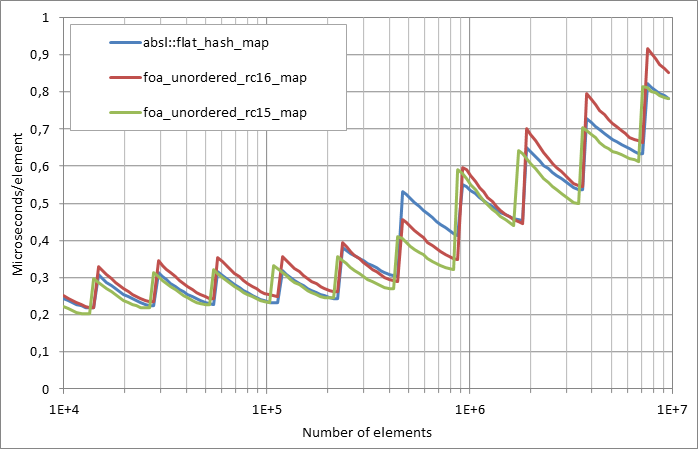 1
0,9
0,8
0,7
0,6
0,5
0,4
0,3
0,2
0,1
0
Microseconds/element
absl::flat_hash_map
foa_unordered_rc16_map
foa_unordered_rc15_map
1E+4
1E+5
1E+6
1E+7
Number of elements